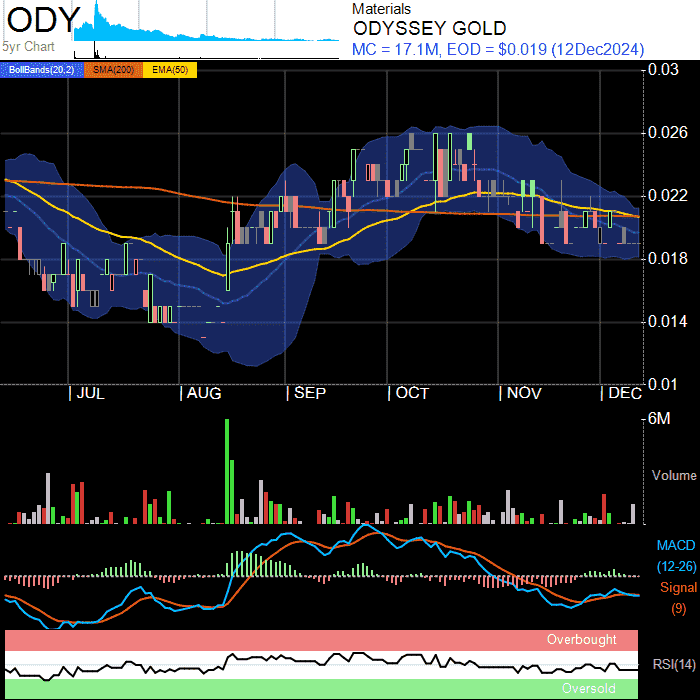 ODY
5yr Chart
Materials
ODYSSEY GOLD
MC = 17.1M, EOD = $0.019 (12Dec2024)
BollBands(20,2) SMA(200) EMA(50)
0.03
0.026
0.022
0.018
0.014
0.01
| JUL | AUG | SEP | OCT | NOV | DEC
6M
Volume
MACD
(12-26)
Signal
(9)
Overbought
RSI(14)
Oversold